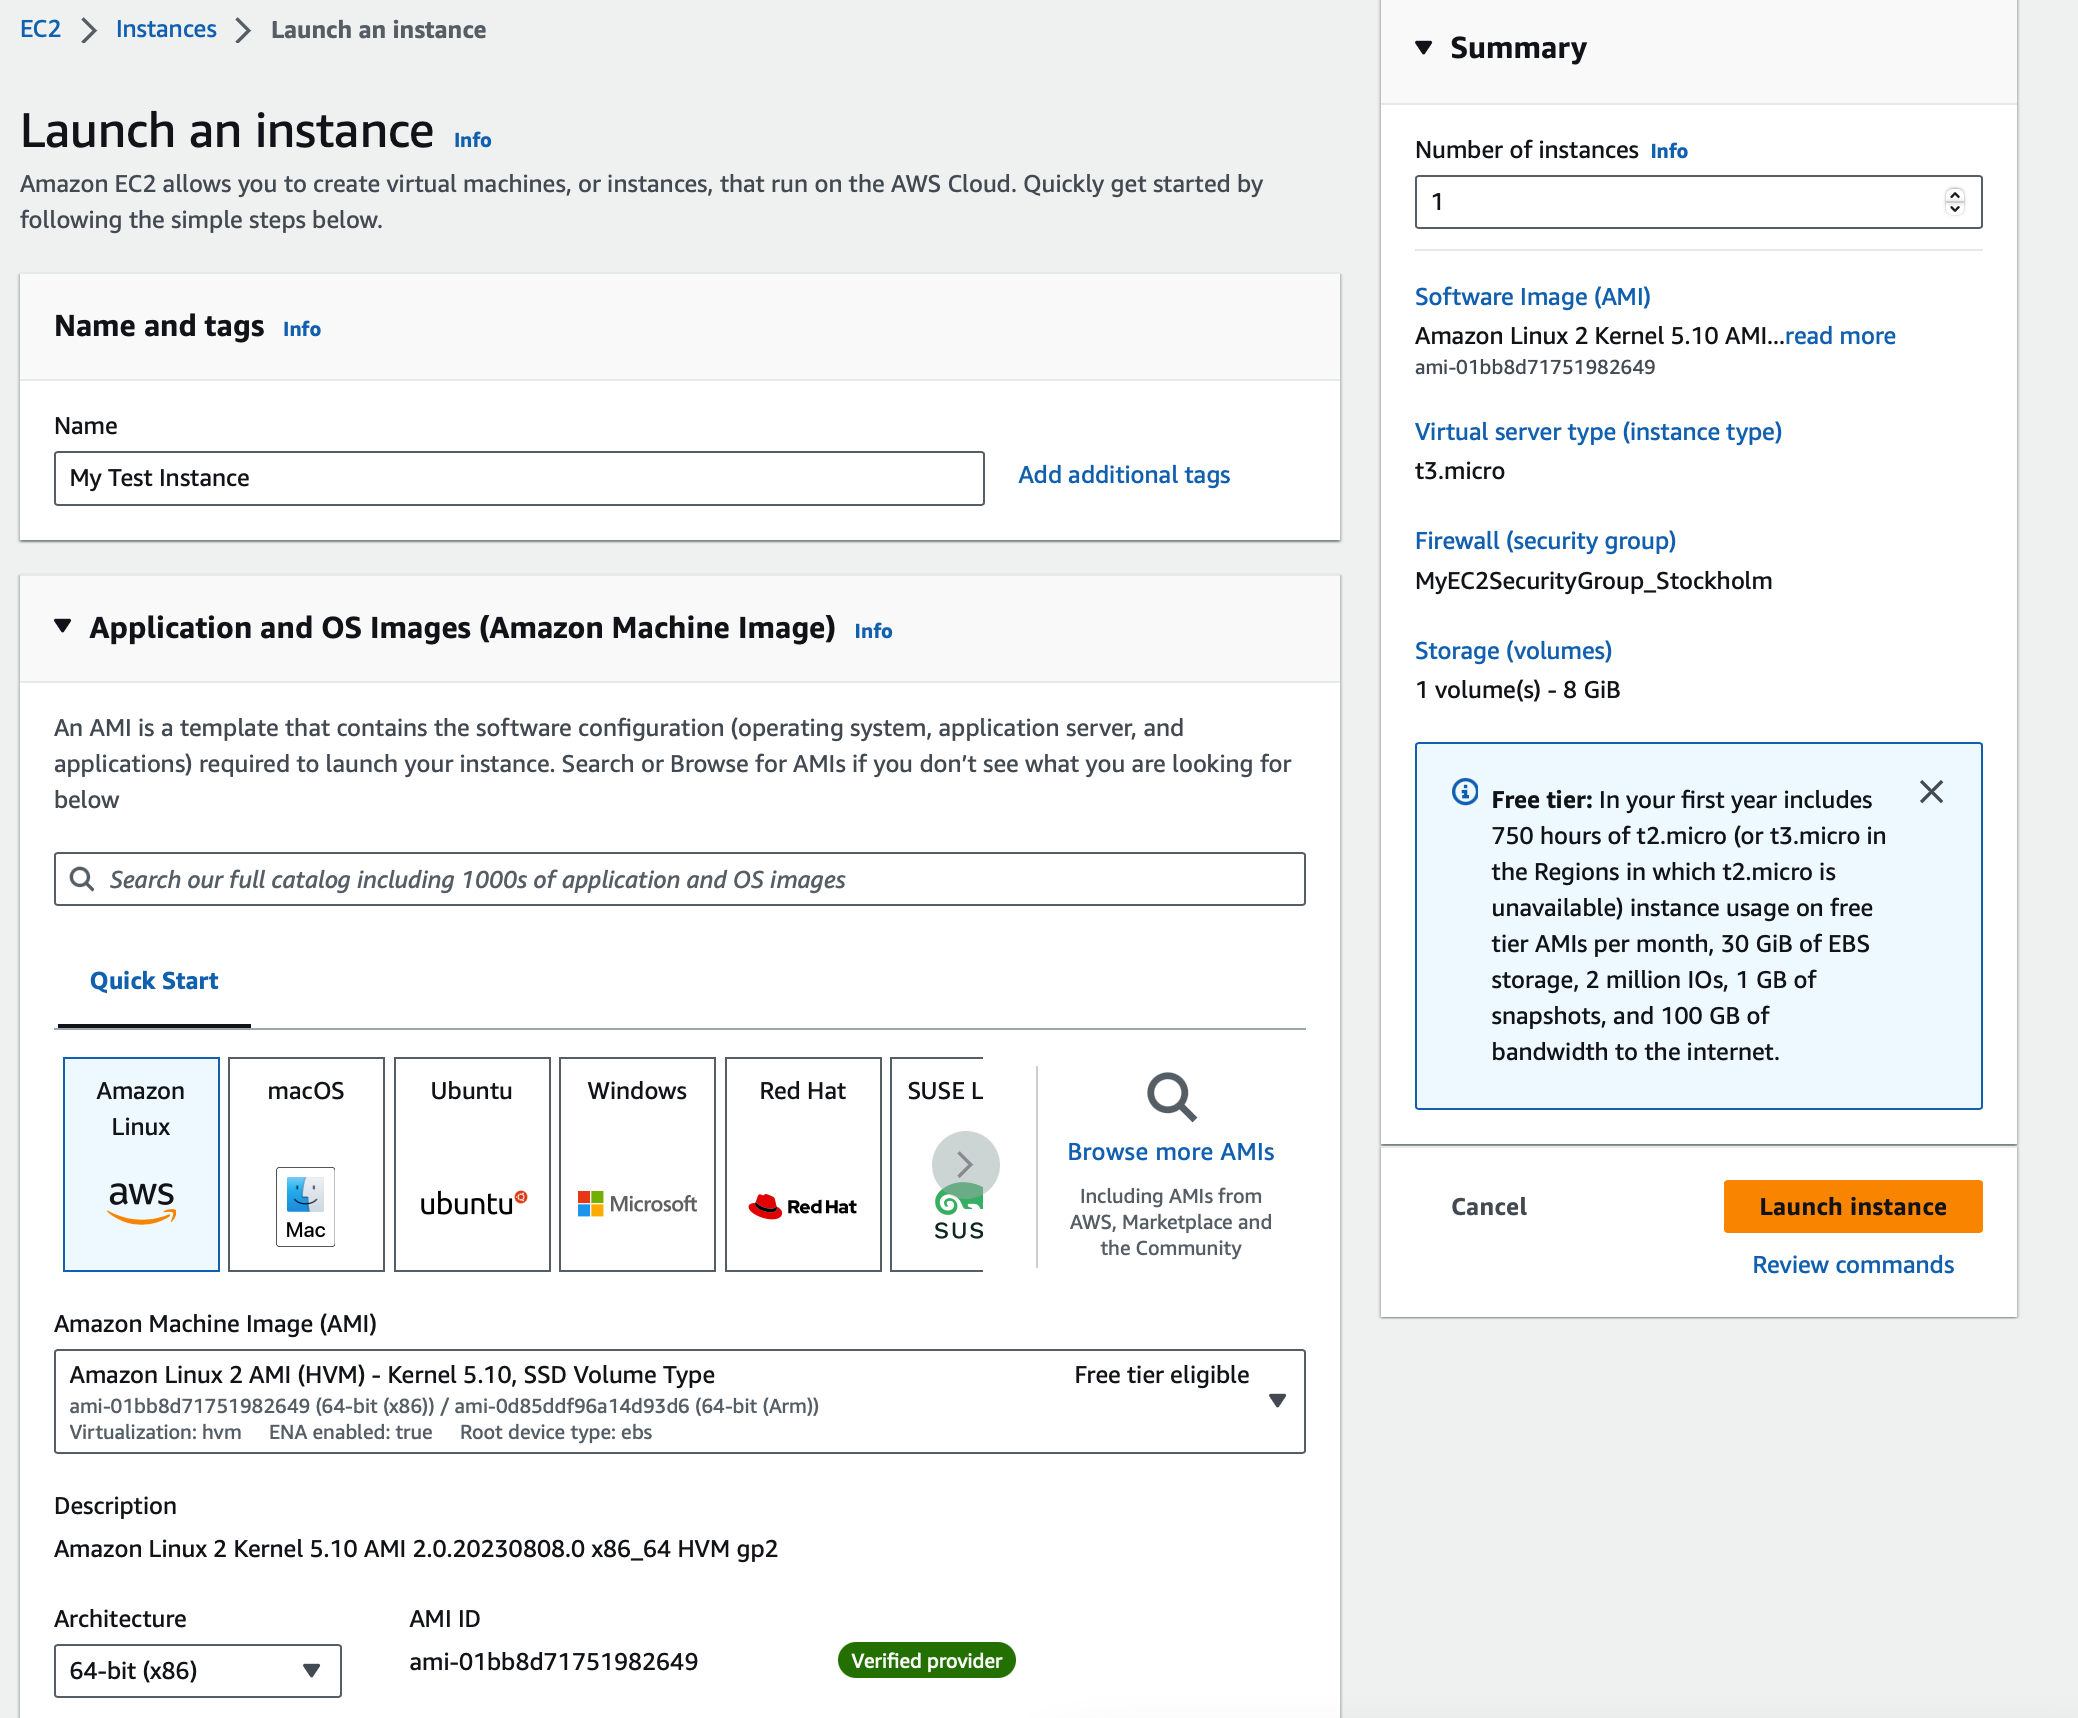 EC2 > Instances > Launch an instance
Launch an instance Info
Amazon EC2 allows you to create virtual machines, or instances, that run on the AWS Cloud. Quickly get started by
following the simple steps below.
Name and tags Info
Name
My Test Instance
Add additional tags
Application and OS Images (Amazon Machine Image) Info
An AMI is a template that contains the software configuration (operating system, application server, and
applications) required to launch your instance. Search or Browse for AMIs if you don’t see what you are looking for
below
Search our full catalog including 1000s of application and OS images
Quick Start
Amazon
Linux
aws
macOS
Mac
Ubuntu
ubuntu
Windows
Microsoft
Red Hat
Red Hat
SUSE L
SUS
Browse more AMIs
Including AMIs from
AWS, Marketplace and
the Community
Amazon Machine Image (AMI)
Amazon Linux 2 AMI (HVM) - Kernel 5.10, SSD Volume Type
Free tier eligible
ami-01bb8d71751982649 (64-bit (x86)) / ami-0d85ddf96a14d93d6 (64-bit (Arm))
Virtualization: hvm ENA enabled: true Root device type: ebs
Description
Amazon Linux 2 Kernel 5.10 AMI 2.0.20230808.0 x86_64 HVM gp2
Architecture
64-bit (x86)
AMI ID
ami-01bb8d71751982649
Verified provider
Summary
Number of instances Info
1
Software Image (AMI)
Amazon Linux 2 Kernel 5.10 AMI...read more
ami-01bb8d71751982649
Virtual server type (instance type)
t3.micro
Firewall (security group)
MyEC2SecurityGroup_Stockholm
Storage (volumes)
1 volume(s) - 8 GiB
Free tier: In your first year includes
750 hours of t2.micro (or t3.micro in
the Regions in which t2.micro is
unavailable) instance usage on free
tier AMIs per month, 30 GiB of EBS
storage, 2 million IOs, 1 GB of
snapshots, and 100 GB of
bandwidth to the internet.
Cancel
Launch instance
Review commands